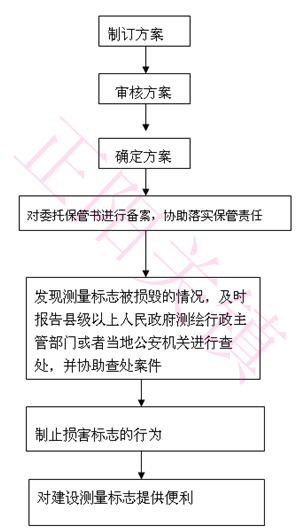 制订方案
审核方案
确定方案
对委托保管书进行备案，协助落实保管责任
发现测量标志被损毁的情况，及时
报告县级以上人民政府测绘行政主
管部门或者当地公安机关进行查
处，并协助查处案件
制止损害标志的行为
对建设测量标志提供便利
正阳关镇